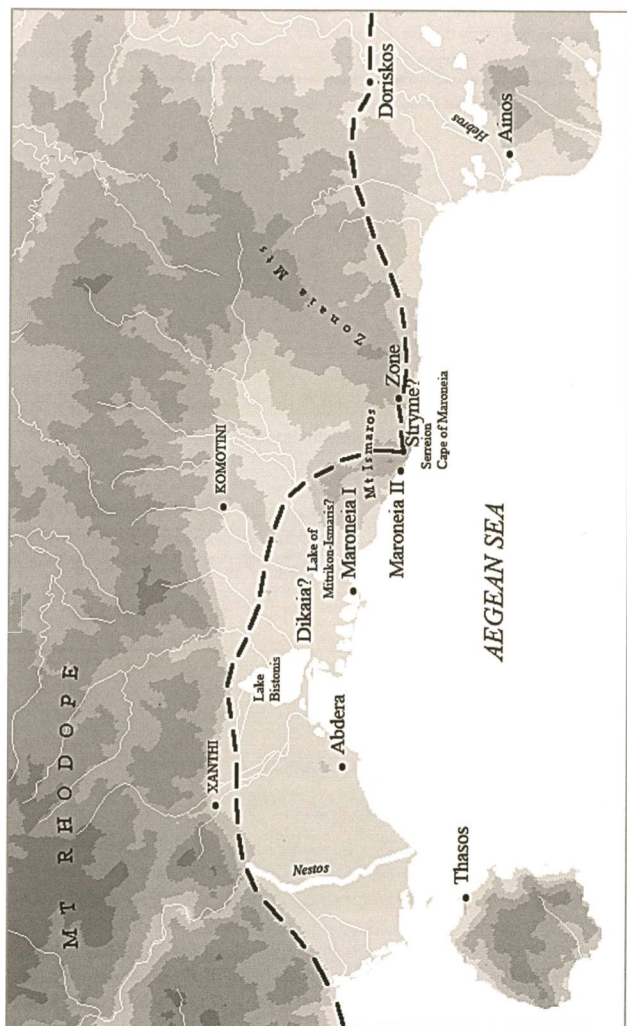 MT RHODOPE
XANTHI
KOMOTINI
Nestos
Lake
Bistonis
Abdera
Dikaia?
Lake of
Mitrikon-Ismaris?
Maroneia I
Mt Ismaros
Maroneia II
Zonaia Mts
Zone
Stryme?
Serreion
Cape of Maroneia
Doriskos
Hebros
Ainos
Thasos
AEGEAN SEA